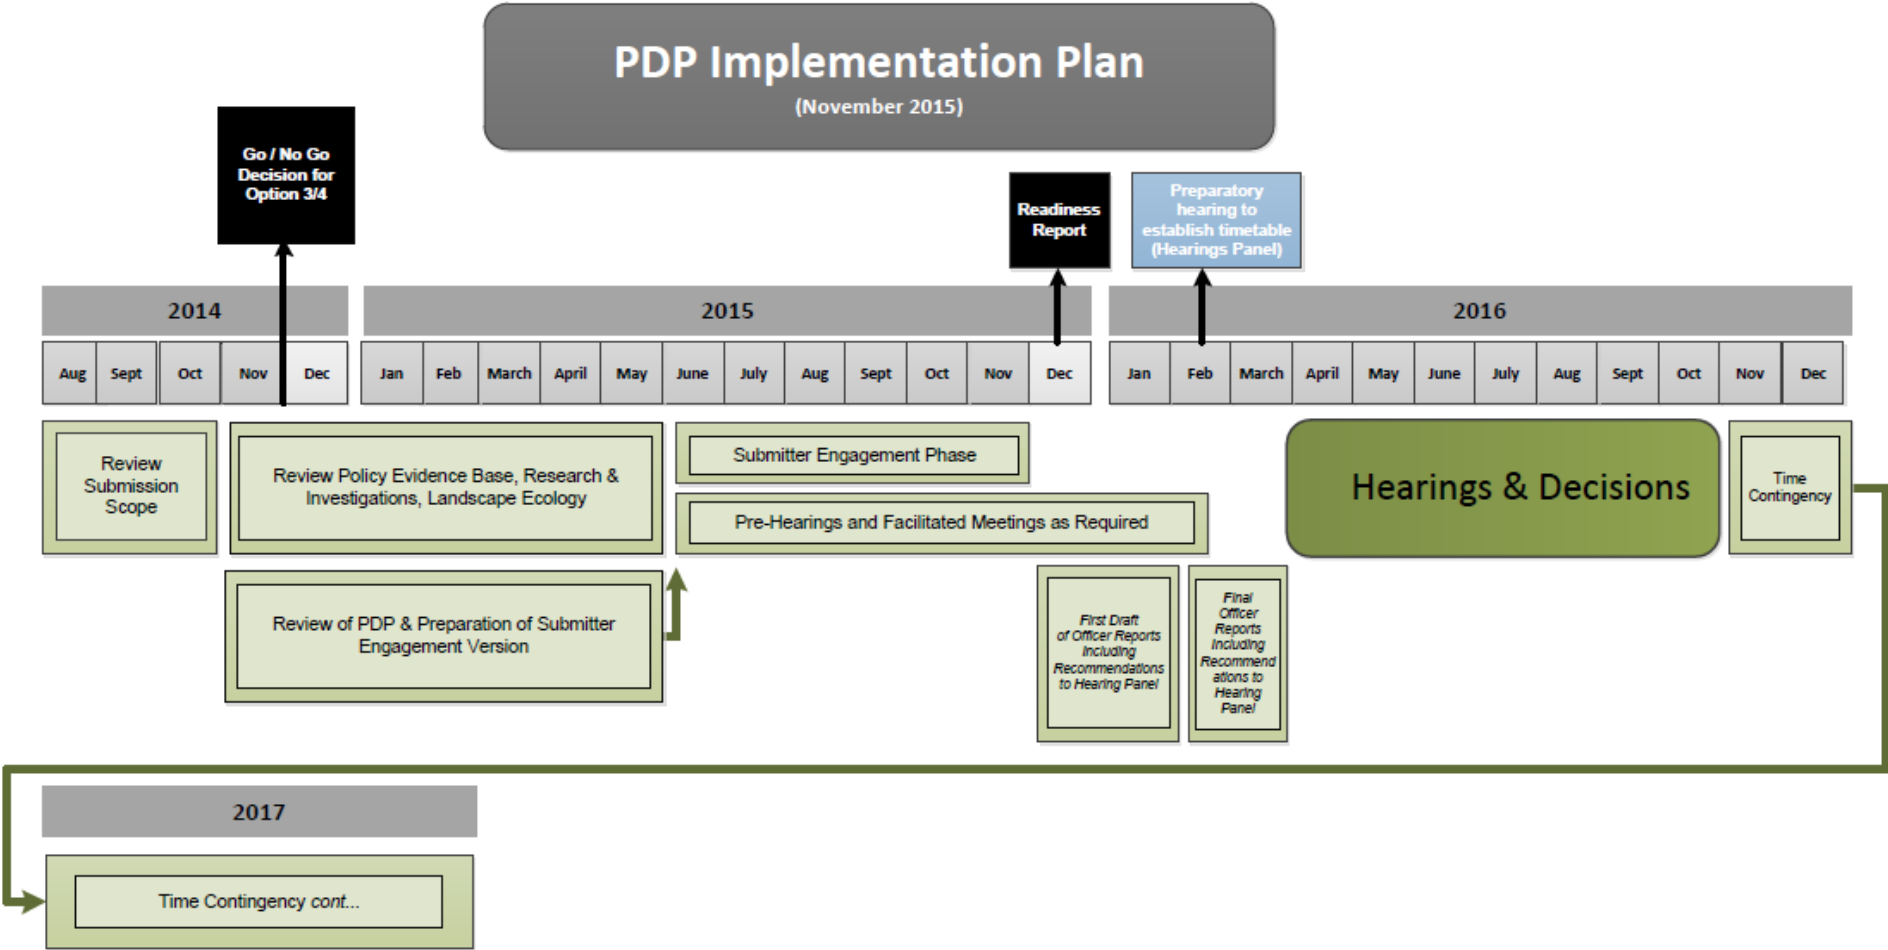 PDP Implementation Plan
(November 2015)
Go / No Go
Decision for
Option 3/4
Readiness
Report
Preparatory
hearing to
establish timetable
(Hearings Panel)
2014
2015
2016
Aug Sept Oct Nov Dec
Jan Feb March April May June July Aug Sept Oct Nov Dec
Jan Feb March April May June July Aug Sept Oct Nov Dec
Review
Submission
Scope
Review Policy Evidence Base, Research &
Investigations, Landscape Ecology
Submitter Engagement Phase
Pre-Hearings and Facilitated Meetings as Required
Hearings & Decisions
Time
Contingency
Review of PDP & Preparation of Submitter
Engagement Version
First Draft
of Officer Reports
Including
Recommendations
to Hearing Panel
Final
Officer
Reports
Including
Recommend
ations to
Hearing
Panel
2017
Time Contingency cont...